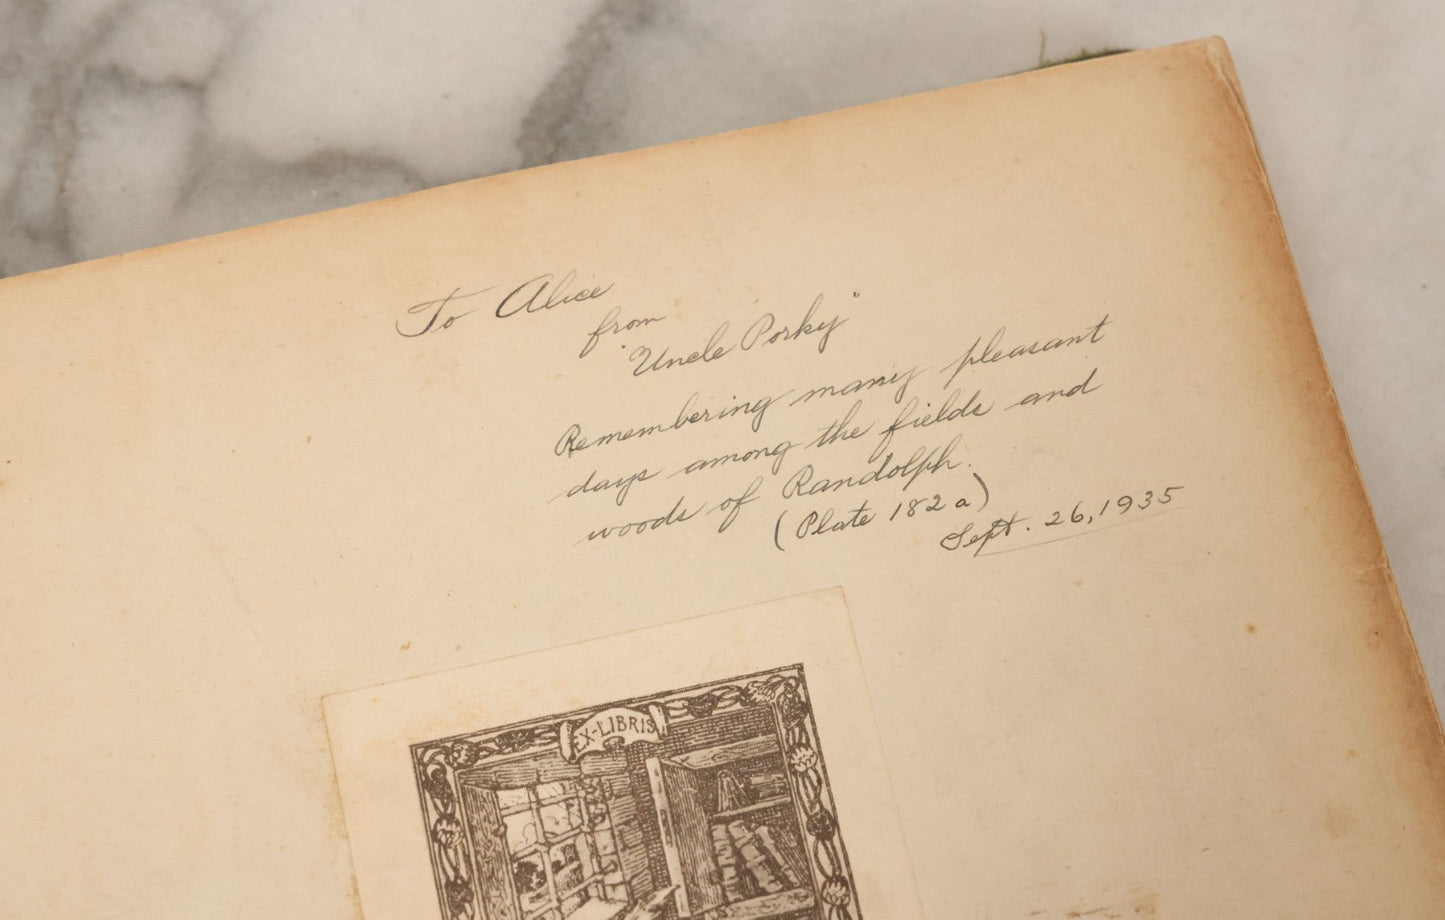 To Alice
from
"Uncle Porky"
Remembering many pleasant
days among the fields and
woods of Randolph.
(Plate 182a)
Sept. 26, 1935
EX-LIBRIS